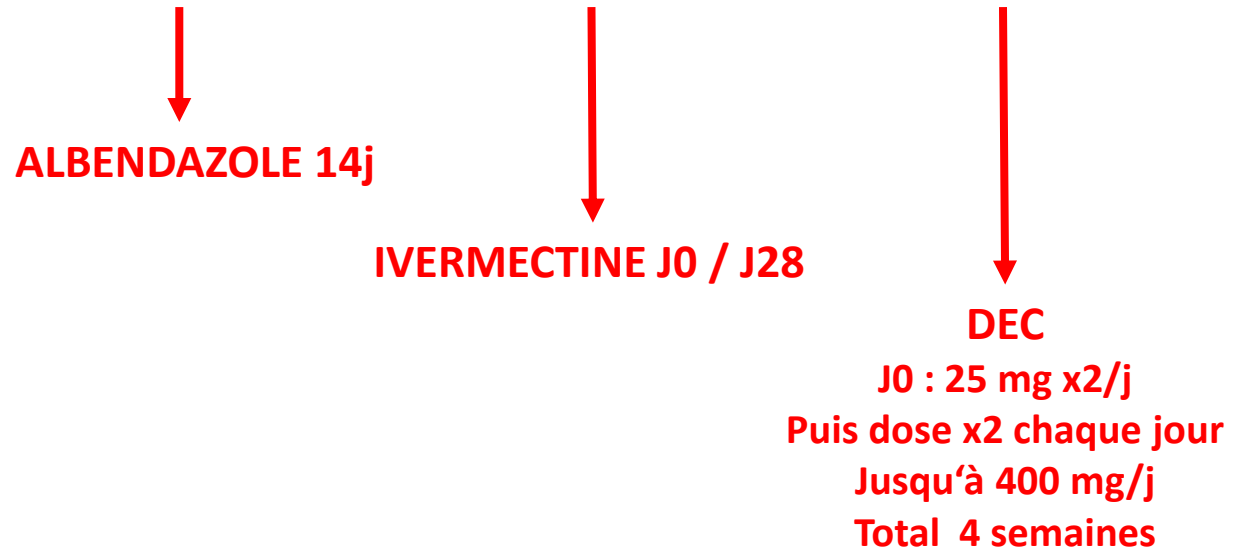 ALBENDAZOLE 14j
IVERMECTINE J0 / J28
DEC
J0 : 25 mg x2/j
Puis dose x2 chaque jour
Jusqu‘à 400 mg/j
Total 4 semaines